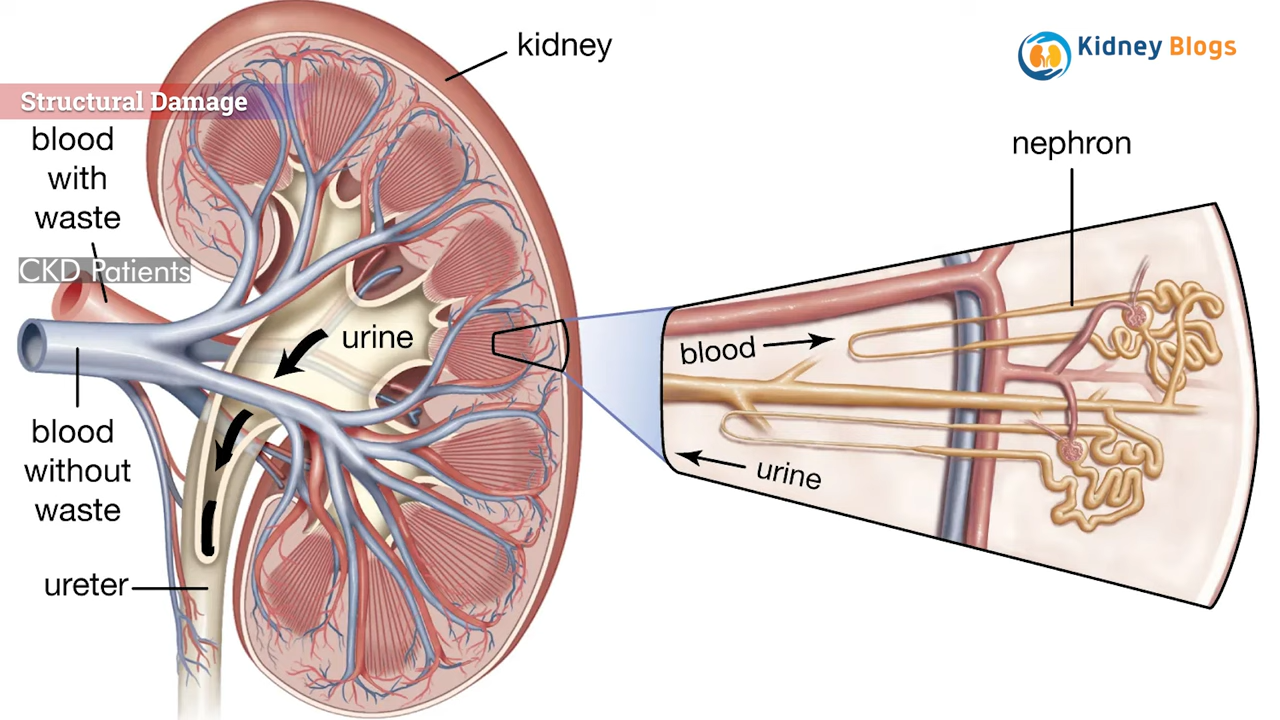 kidney
Kidney Blogs
Structural Damage
blood
with
waste
CKD Patients
nephron
urine
blood
blood
without
waste
urine
ureter